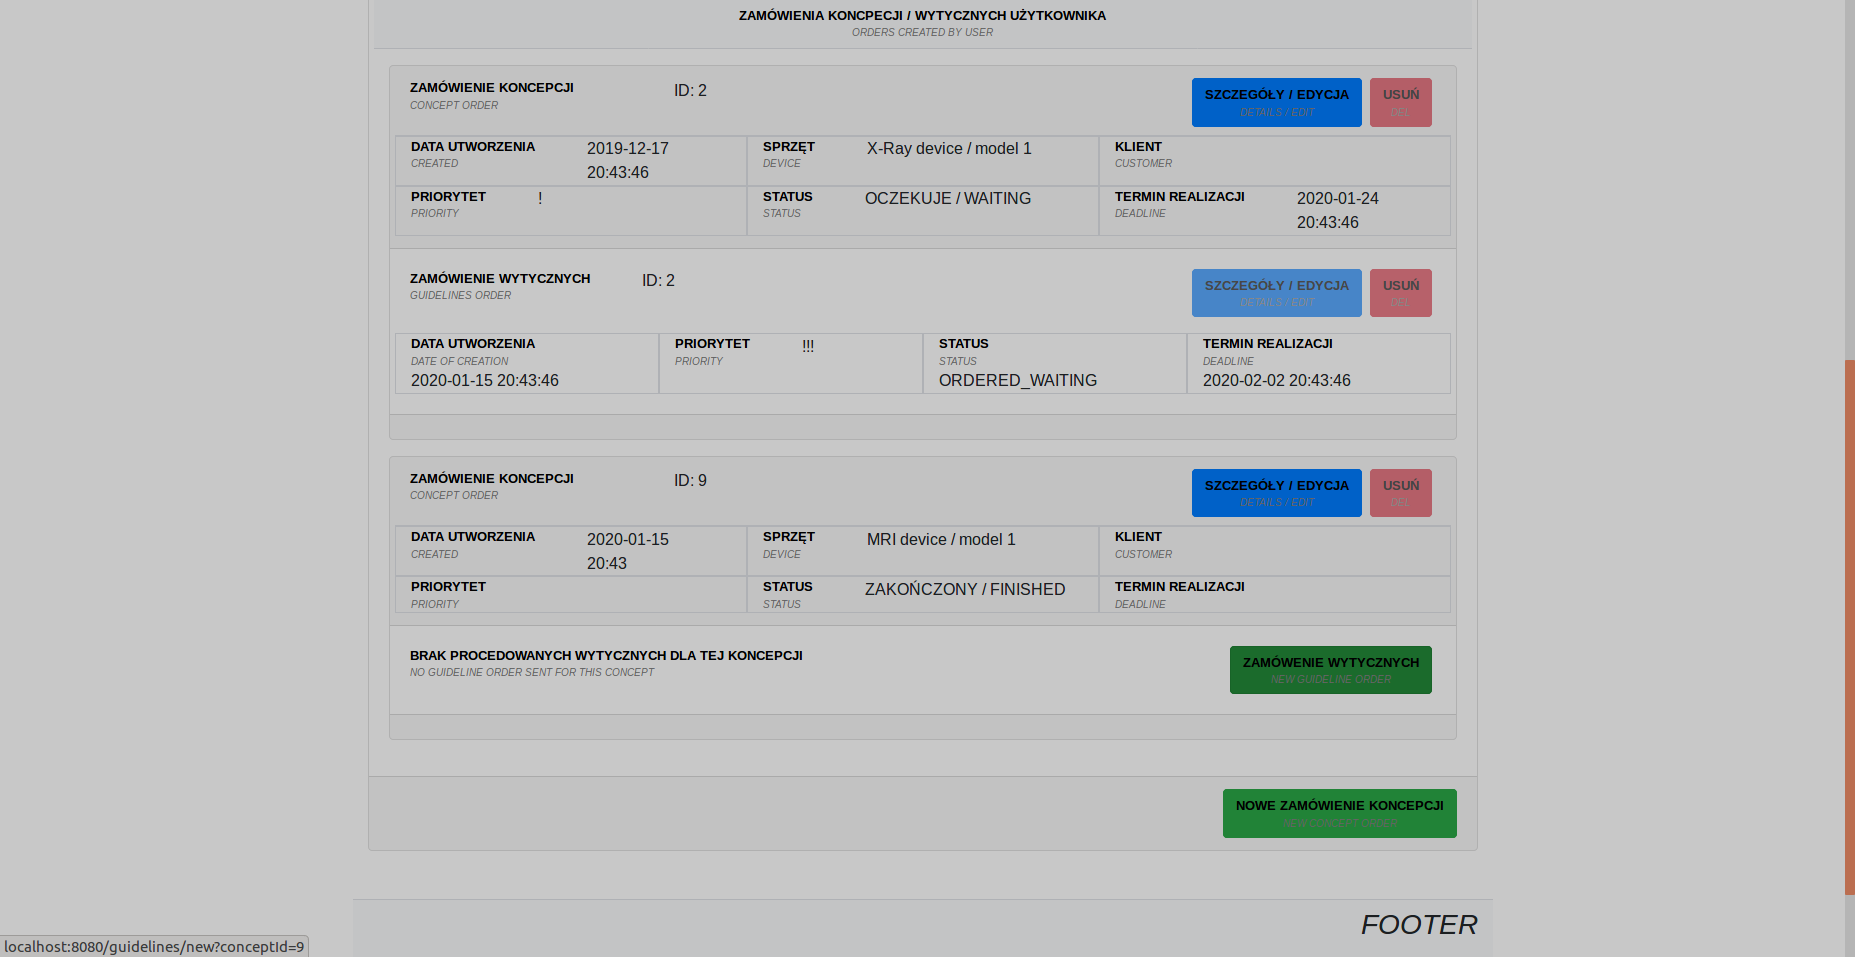 ZAMÓWIENIA KONCPECJI / WYTYCZNYCH UŻYTKOWNIKA
ORDERS CREATED BY USER
ZAMÓWIENIE KONCEPCJI ID: 2 SZCZEGÓŁY / EDYCJA USUŃ
CONCEPT ORDER DETAILS / EDIT DEL
DATA UTWORZENIA 2019-12-17 SPRZĘT X-Ray device / model 1 KLIENT
CREATED 20:43:46 DEVICE CUSTOMER
PRIORYTET ! STATUS OCZEKUJE / WAITING TERMIN REALIZACJI 2020-01-24
PRIORITY STATUS DEADLINE 20:43:46
ZAMÓWIENIE WYTYCZNYCH ID: 2 SZCZEGÓŁY / EDYCJA USUŃ
GUIDELINES ORDER DETAILS / EDIT DEL
DATA UTWORZENIA PRIORYTET !!! STATUS TERMIN REALIZACJI
DATE OF CREATION PRIORITY STATUS DEADLINE
2020-01-15 20:43:46 ORDERED_WAITING 2020-02-02 20:43:46
ZAMÓWIENIE KONCEPCJI ID: 9 SZCZEGÓŁY / EDYCJA USUŃ
CONCEPT ORDER DETAILS / EDIT DEL
DATA UTWORZENIA 2020-01-15 SPRZĘT MRI device / model 1 KLIENT
CREATED 20:43 DEVICE CUSTOMER
PRIORYTET STATUS ZAKOŃCZONY / FINISHED TERMIN REALIZACJI
PRIORITY STATUS DEADLINE
BRAK PROCEDOWANYCH WYTYCZNYCH DLA TEJ KONCEPCJI ZAMÓWENIE WYTYCZNYCH
NO GUIDELINE ORDER SENT FOR THIS CONCEPT NEW GUIDELINE ORDER
NOWE ZAMÓWIENIE KONCEPCJI
NEW CONCEPT ORDER
FOOTER
localhost:8080/guidelines/new?conceptId=9